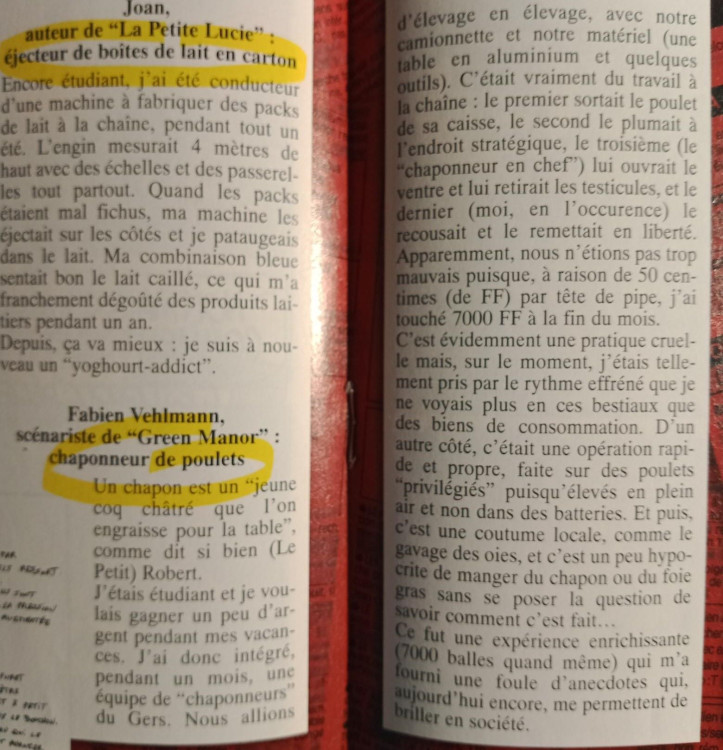 Joan,
auteur de “La Petite Lucie” :
éjecteur de boîtes de lait en carton
Encore étudiant, j’ai été conducteur
d’une machine à fabriquer des packs
de lait à la chaîne, pendant tout un
été. L’engin mesurait 4 mètres de
haut avec des échelles et des passerel-
les tout partout. Quand les packs
étaient mal fichus, ma machine les
éjectait sur les côtés et je pataugeais
dans le lait. Ma combinaison bleue
sentait bon le lait caillé, ce qui m’a
franchement dégoûté des produits lai-
tiers pendant un an.
Depuis, ça va mieux : je suis à nou-
veau un “yoghourt-addict”.
Fabien Vehlmann,
scénariste de “Green Manor” :
chaponneur de poulets
Un chapon est un “jeune
coq châtré que l’on
engraisse pour la table”,
comme dit si bien (Le
Petit) Robert.
J’étais étudiant et je vou-
lais gagner un peu d’ar-
gent pendant mes vacan-
ces. J’ai donc intégré,
pendant un mois, une
équipe de “chaponneurs”
du Gers. Nous allions
d’élevage en élevage, avec notre
camionnette et notre matériel (une
table en aluminium et quelques
outils). C’était vraiment du travail à
la chaîne : le premier sortait le poulet
de sa caisse, le second le plumait à
l’endroit stratégique, le troisième (le
“chaponneur en chef”) lui ouvrait le
ventre et lui retirait les testicules, et le
dernier (moi, en l’occurence) le
recousait et le remettait en liberté.
Apparemment, nous n’étions pas trop
mauvais puisque, à raison de 50 cen-
times (de FF) par tête de pipe, j’ai
touché 7000 FF à la fin du mois.
C’est évidemment une pratique cruel-
le mais, sur le moment, j’étais telle-
ment pris par le rythme effréné que je
ne voyais plus en ces bestiaux que
des biens de consommation. D’un
autre côté, c’était une opération rapi-
de et propre, faite sur des poulets
“privilégiés” puisqu’élevés en plein
air et non dans des batteries. Et puis,
c’est une coutume locale, comme le
gavage des oies, et c’est un peu hypo-
crite de manger du chapon ou du foie
gras sans se poser la question de
savoir comment c’est fait…
Ce fut une expérience enrichissante
(7000 balles quand même) qui m’a
fourni une foule d’anecdotes qui,
aujourd’hui encore, me permettent de
briller en société.